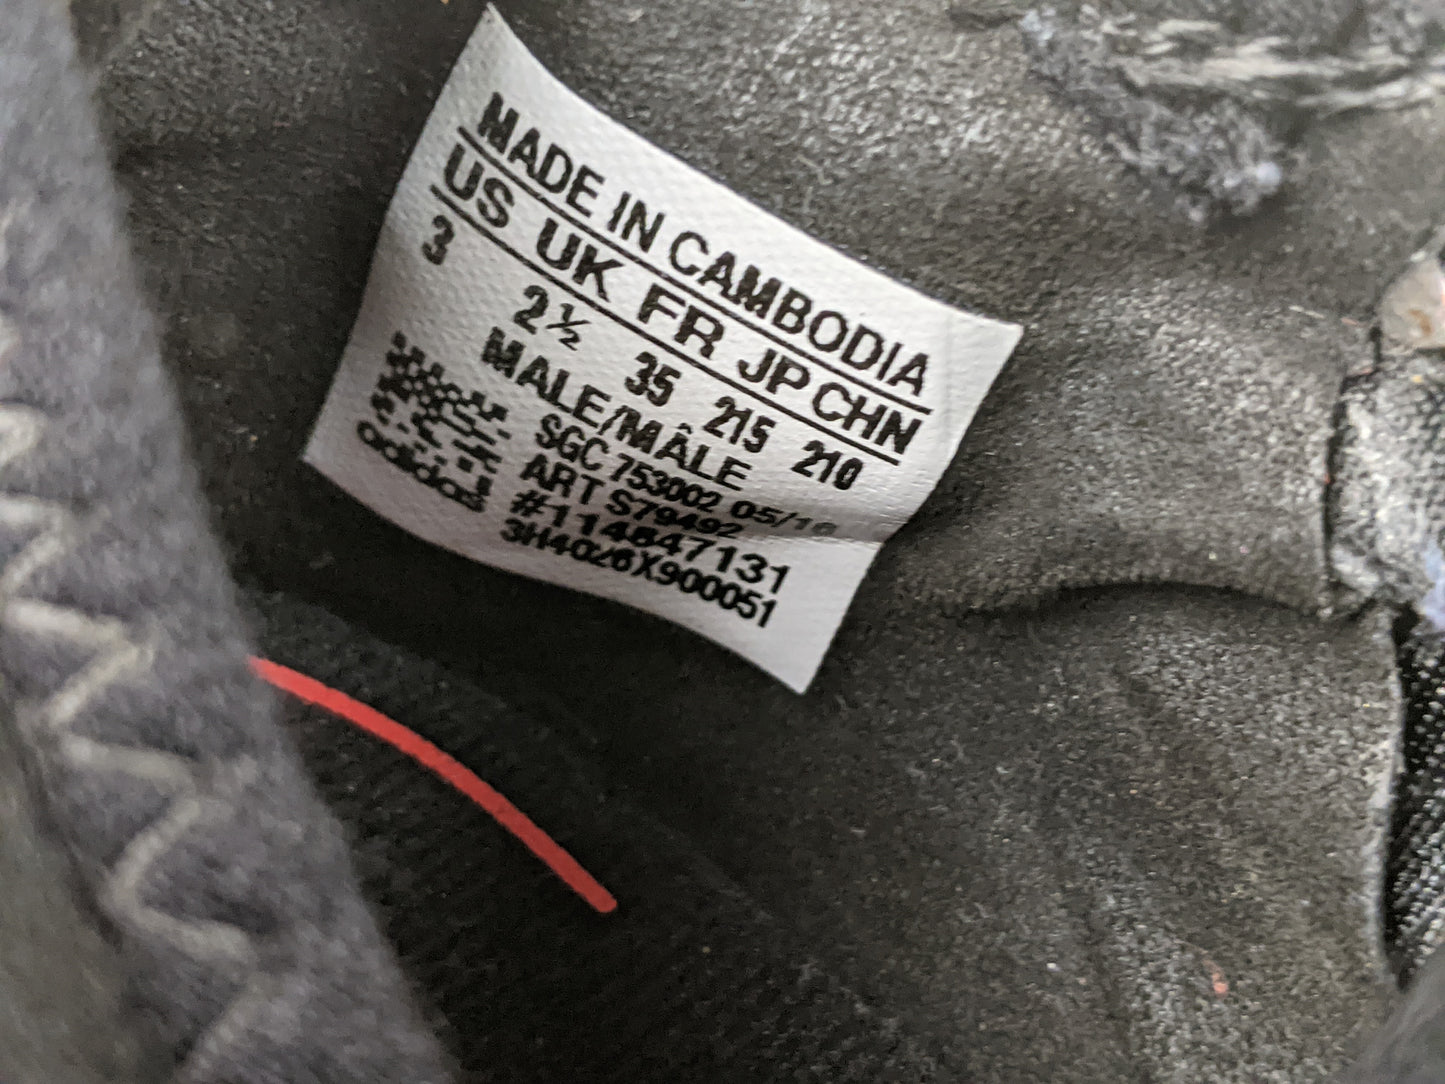 MADE IN CAMBODIA
US UK FR JP CHN
3 2½ 35 215 210
MALE/MÂLE
SGC 753002 05/16
ART S79492
#114847131
3H4026X900051
adidas